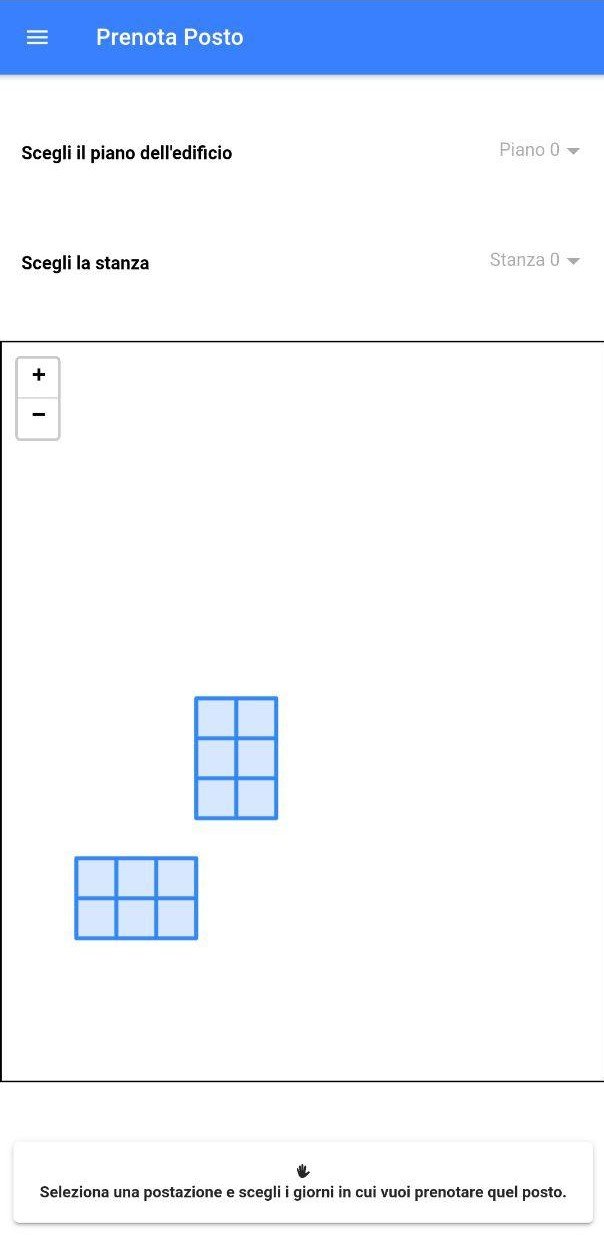 Prenota Posto
Scegli il piano dell'edificio
Piano 0
Scegli la stanza
Stanza 0
+
−
Seleziona una postazione e scegli i giorni in cui vuoi prenotare quel posto.